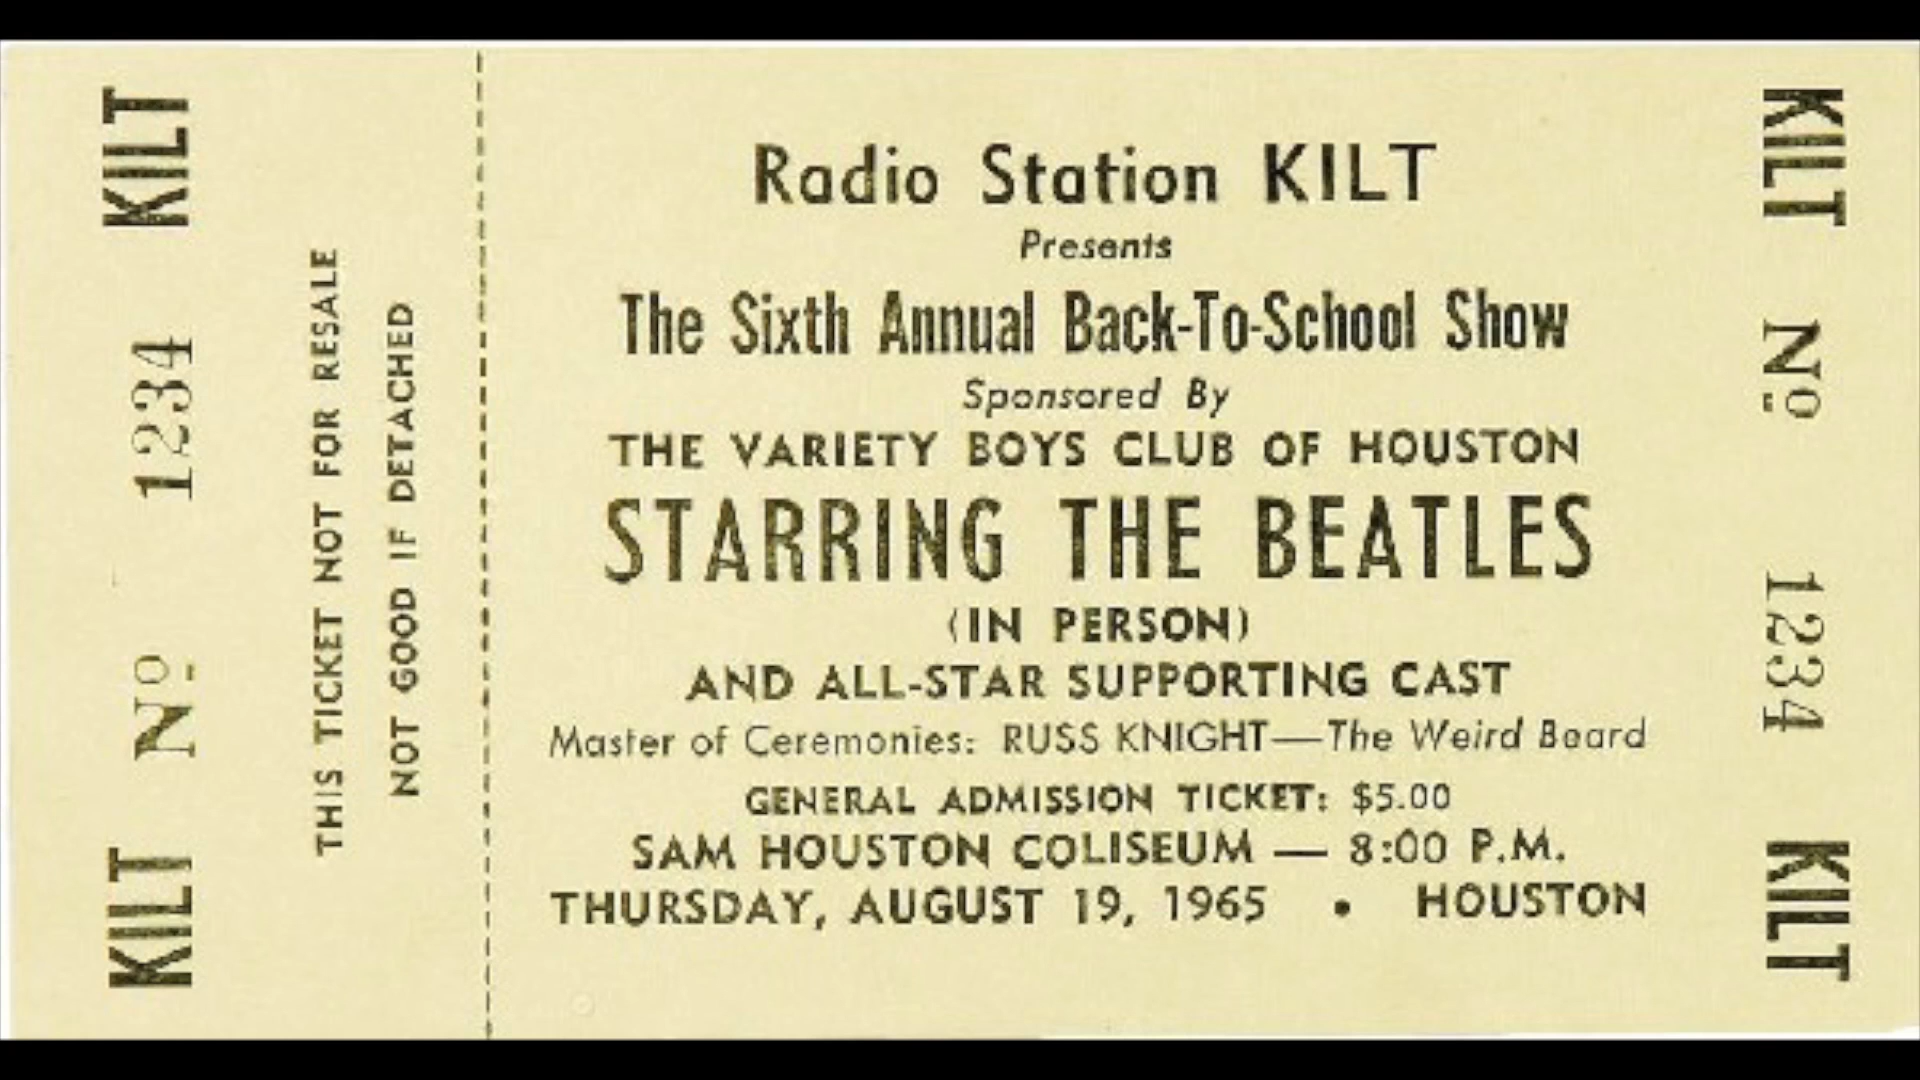 KILT
Nº 1234
KILT
THIS TICKET NOT FOR RESALE
NOT GOOD IF DETACHED
Radio Station KILT
Presents
The Sixth Annual Back-To-School Show
Sponsored By
THE VARIETY BOYS CLUB OF HOUSTON
STARRING THE BEATLES
(IN PERSON)
AND ALL-STAR SUPPORTING CAST
Master of Ceremonies: RUSS KNIGHT—The Weird Beard
GENERAL ADMISSION TICKET: $5.00
SAM HOUSTON COLISEUM — 8:00 P.M.
THURSDAY, AUGUST 19, 1965 • HOUSTON
KILT
Nº 1234
KILT